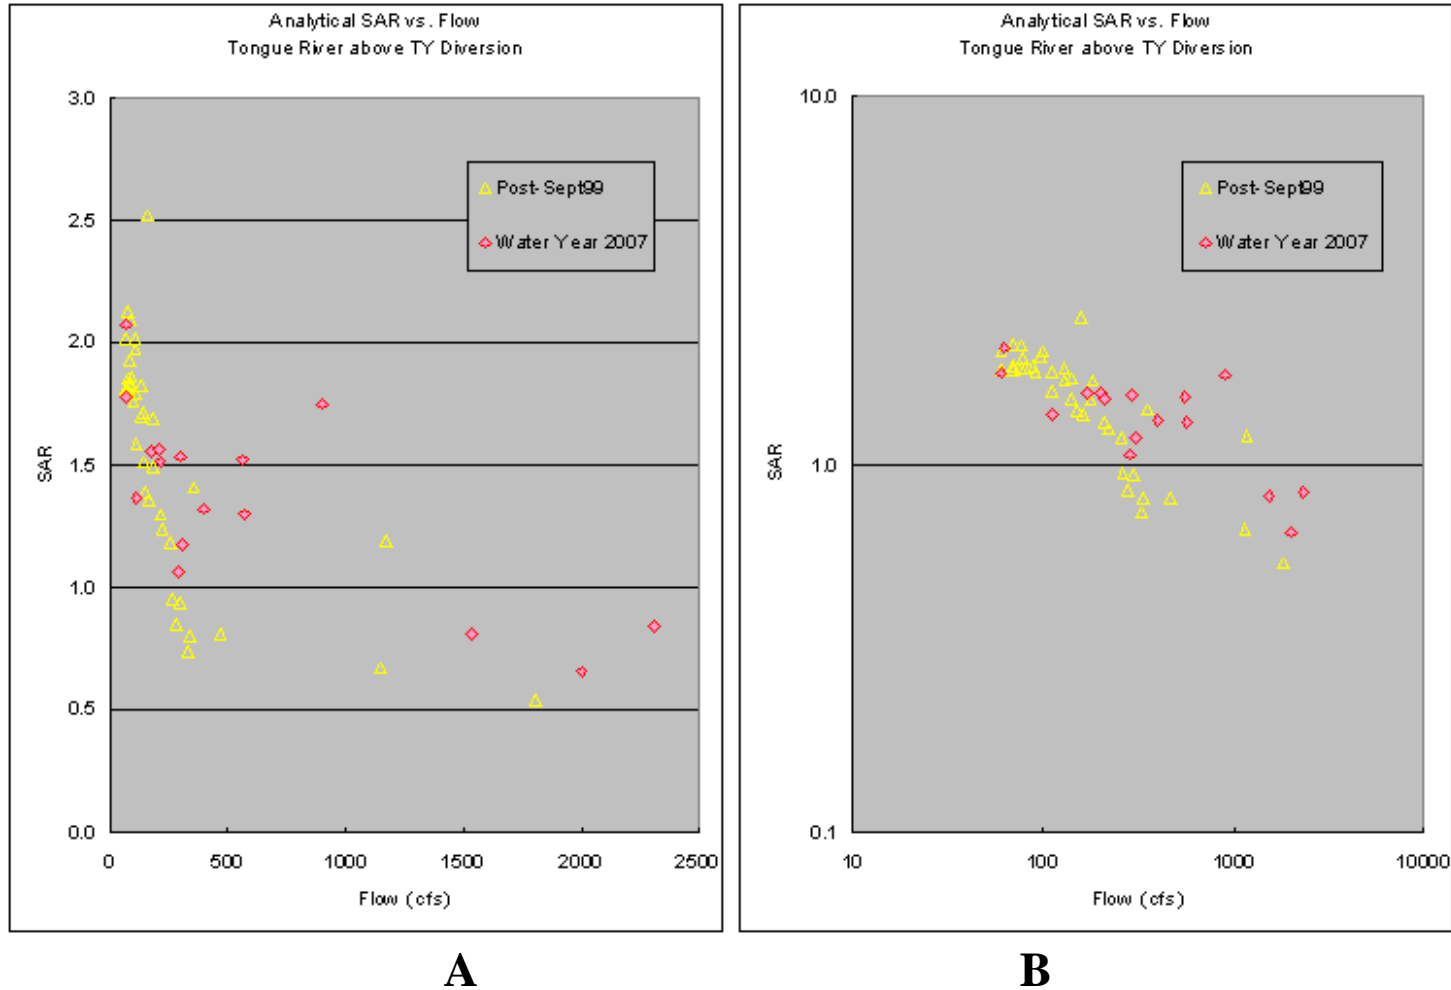 Analytical SAR vs. Flow
Tongue River above TY Diversion
3.0
2.5
2.0
1.5
1.0
0.5
0.0
SAR
Post-Sept99
Water Year 2007
0 500 1000 1500 2000 2500
Flow (cfs)
A
Analytical SAR vs. Flow
Tongue River above TY Diversion
10.0
1.0
0.1
SAR
Post-Sept99
Water Year 2007
10 100 1000 10000
Flow (cfs)
B